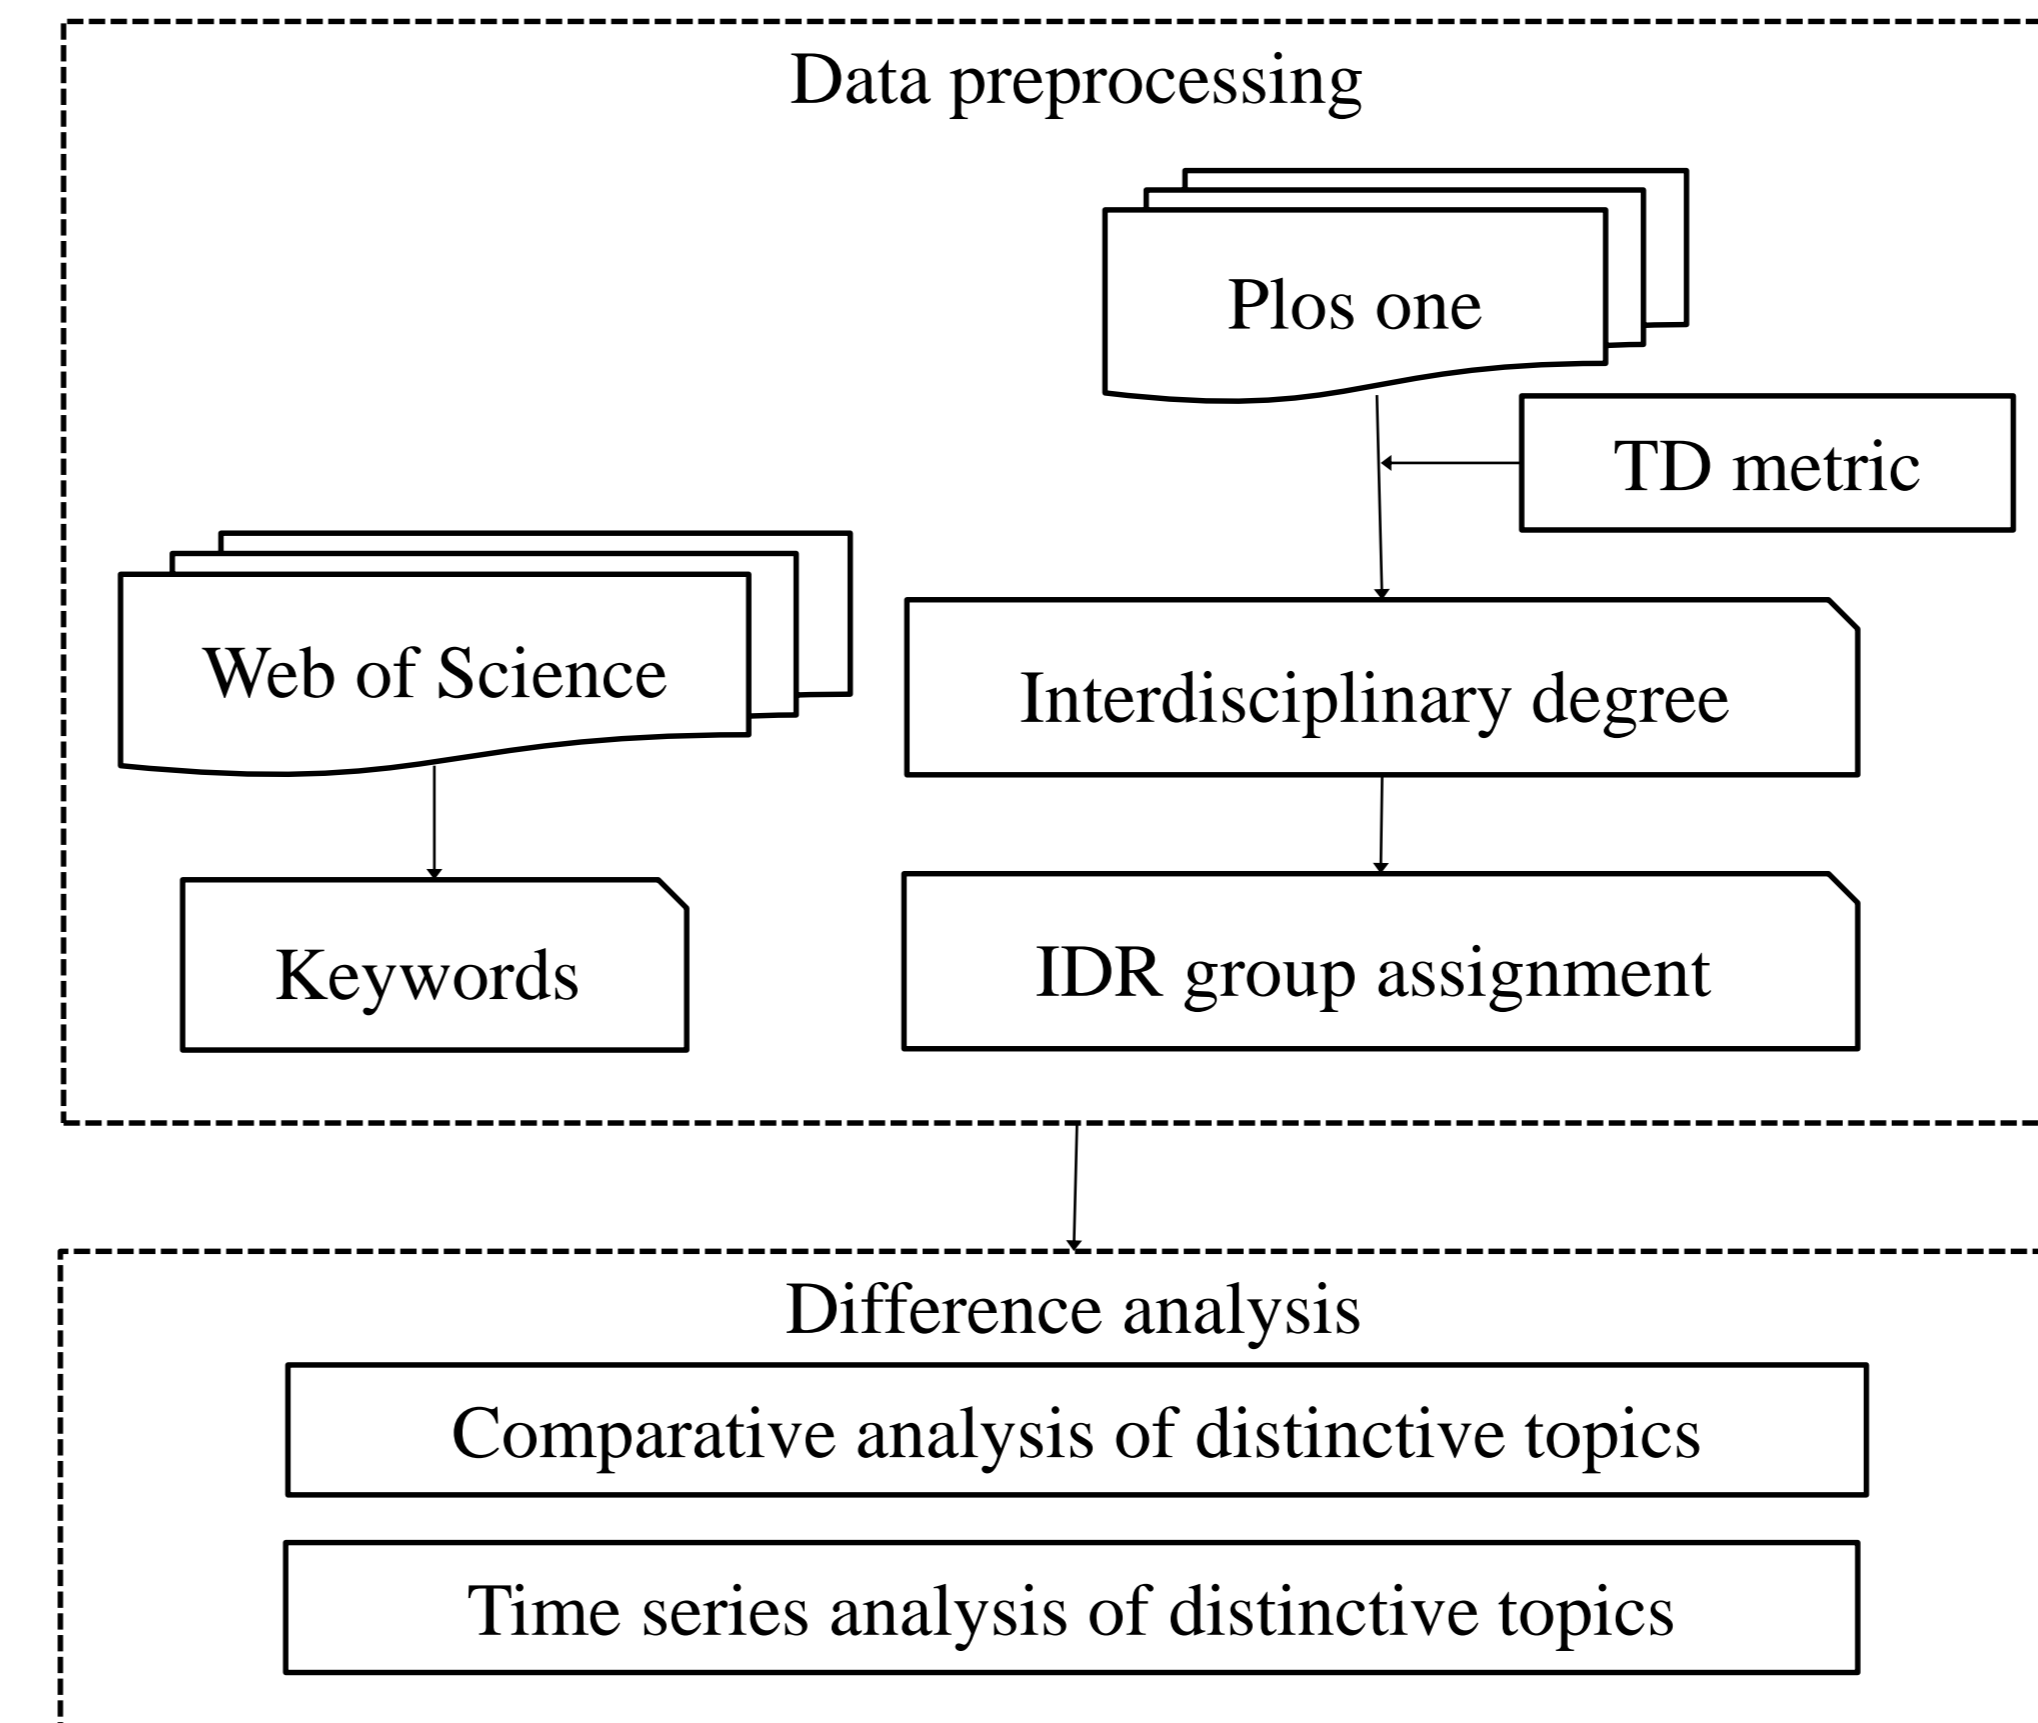 Data preprocessing
Plos one
TD metric
Web of Science
Interdisciplinary degree
Keywords
IDR group assignment
Difference analysis
Comparative analysis of distinctive topics
Time series analysis of distinctive topics